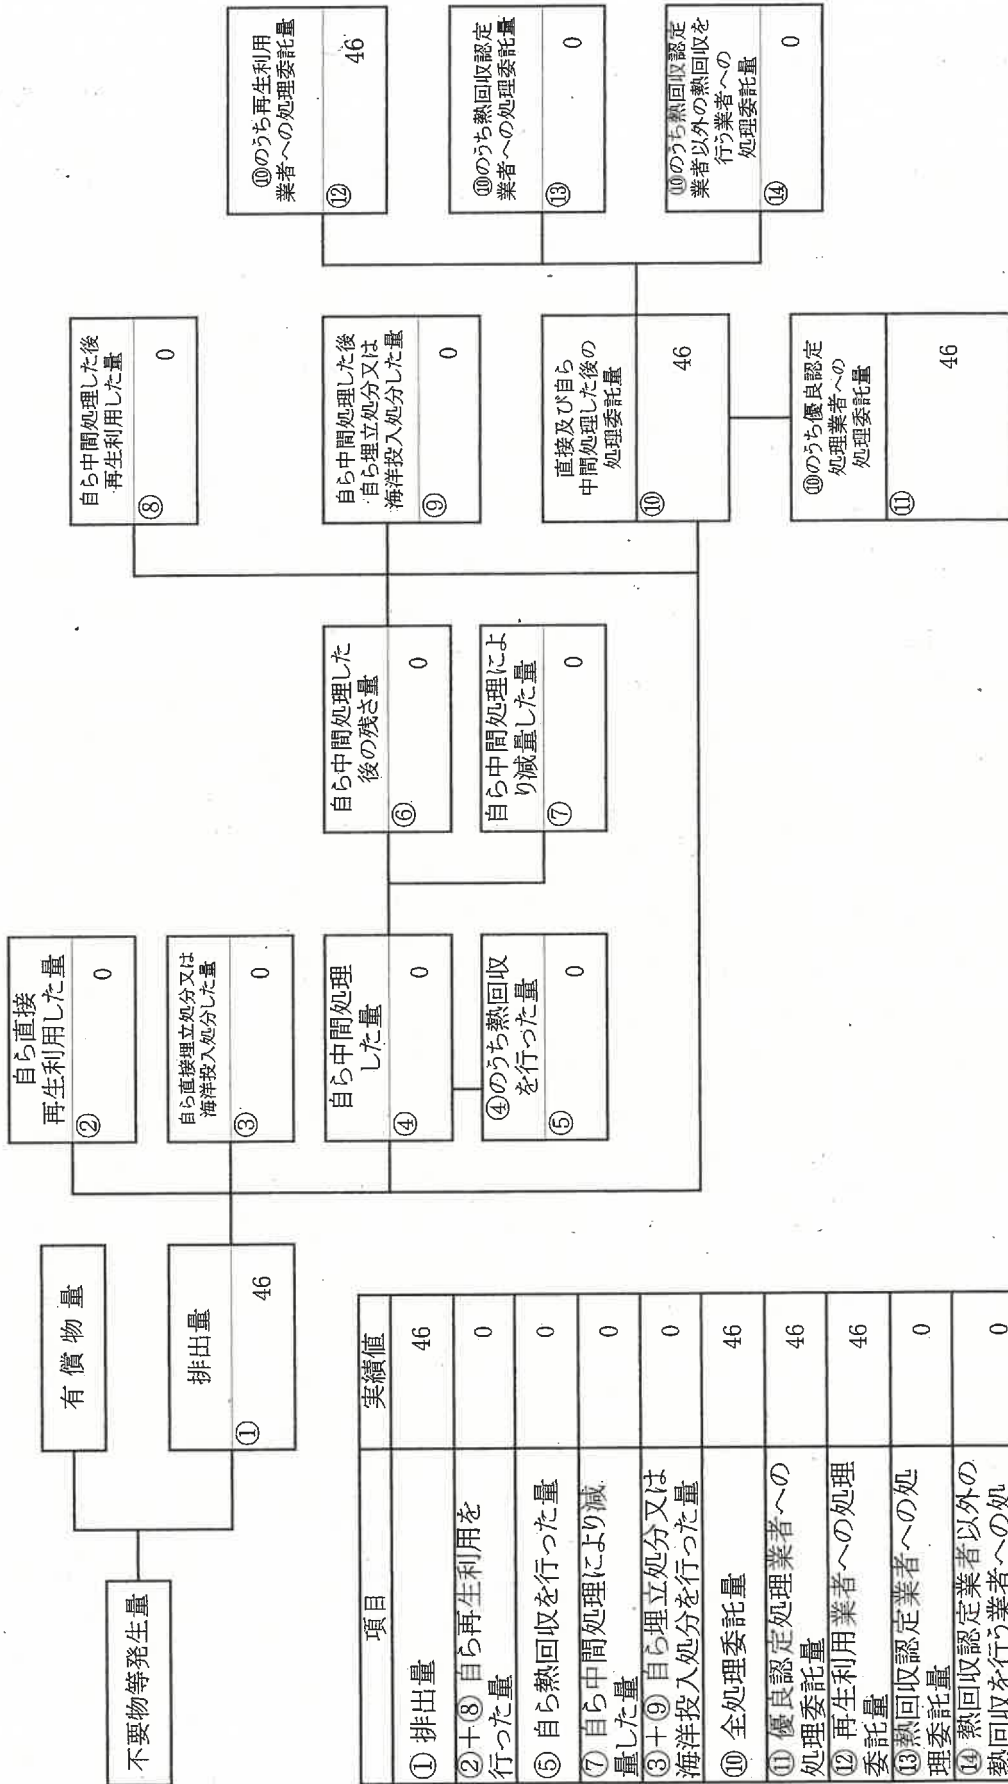 不要物等発生量
有償物量
排出量
① 46
自ら直接
再生利用した量
② 0
自ら直接埋立処分又は
海洋投入処分した量
③ 0
自ら中間処理
した量
④ 0
④のうち熱回収
を行った量
⑤ 0
自ら中間処理した
後の残さ量
⑥ 0
自ら中間処理によ
り減量した量
⑦ 0
自ら中間処理した後
再生利用した量
⑧ 0
自ら中間処理した後
自ら埋立処分又は
海洋投入処分した量
⑨ 0
直接及び自ら
中間処理した後の
処理委託量
⑩ 46
⑩のうち優良認定
処理業者への
処理委託量
⑪ 46
⑩のうち再生利用
業者への処理委託量
⑫ 46
⑩のうち熱回収認定
業者への処理委託量
⑬ 0
⑩のうち熱回収認定
業者以外の熱回収を
行う業者への
処理委託量
⑭ 0
項目 実績値
① 排出量 46
②+⑧ 自ら再生利用を
行った量 0
⑤ 自ら熱回収を行った量 0
⑦ 自ら中間処理により減
量した量 0
③+⑨ 自ら埋立処分又は
海洋投入処分を行った量 0
⑩ 全処理委託量 46
⑪ 優良認定処理業者への
処理委託量 46
⑫ 再生利用業者への処理
委託量 46
⑬ 熱回収認定業者への処
理委託量 0
⑭ 熱回収認定業者以外の
熱回収を行う業者への処 0